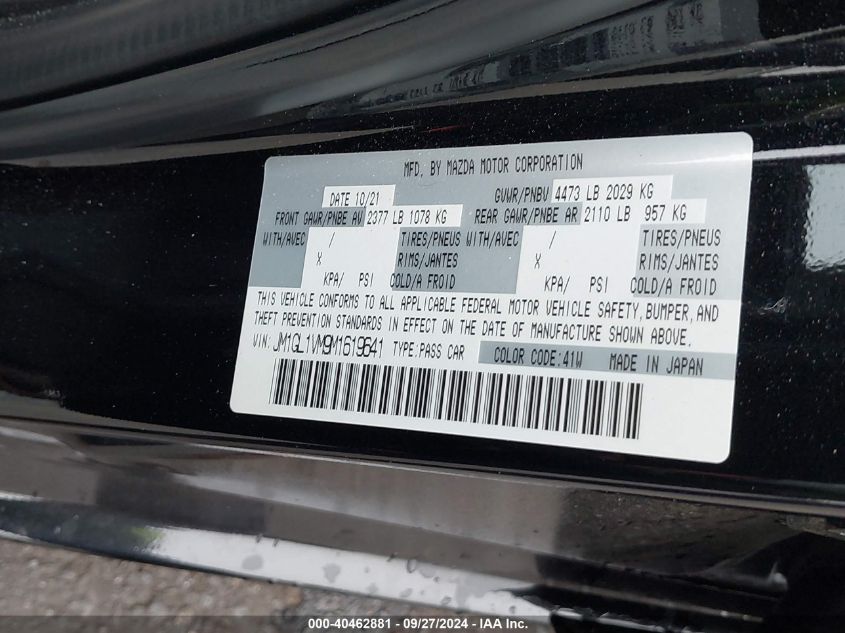 MFD. BY MAZDA MOTOR CORPORATION
DATE 10/21 GVWR/PNBV 4473 LB 2029 KG
FRONT GAWR/PNBE AV 2377 LB 1078 KG REAR GAWR/PNBE AR 2110 LB 957 KG
WITH/AVEC / TIRES/PNEUS WITH/AVEC / TIRES/PNEUS
X RIMS/JANTES X RIMS/JANTES
KPA/ PSI COLD/A FROID KPA/ PSI COLD/A FROID
THIS VEHICLE CONFORMS TO ALL APPLICABLE FEDERAL MOTOR VEHICLE SAFETY, BUMPER, AND
THEFT PREVENTION STANDARDS IN EFFECT ON THE DATE OF MANUFACTURE SHOWN ABOVE.
VIN: JM1GL1VM9M1619641 TYPE:PASS CAR COLOR CODE:41W MADE IN JAPAN
000-40462881 / 09/27/2024 - IAA Inc.